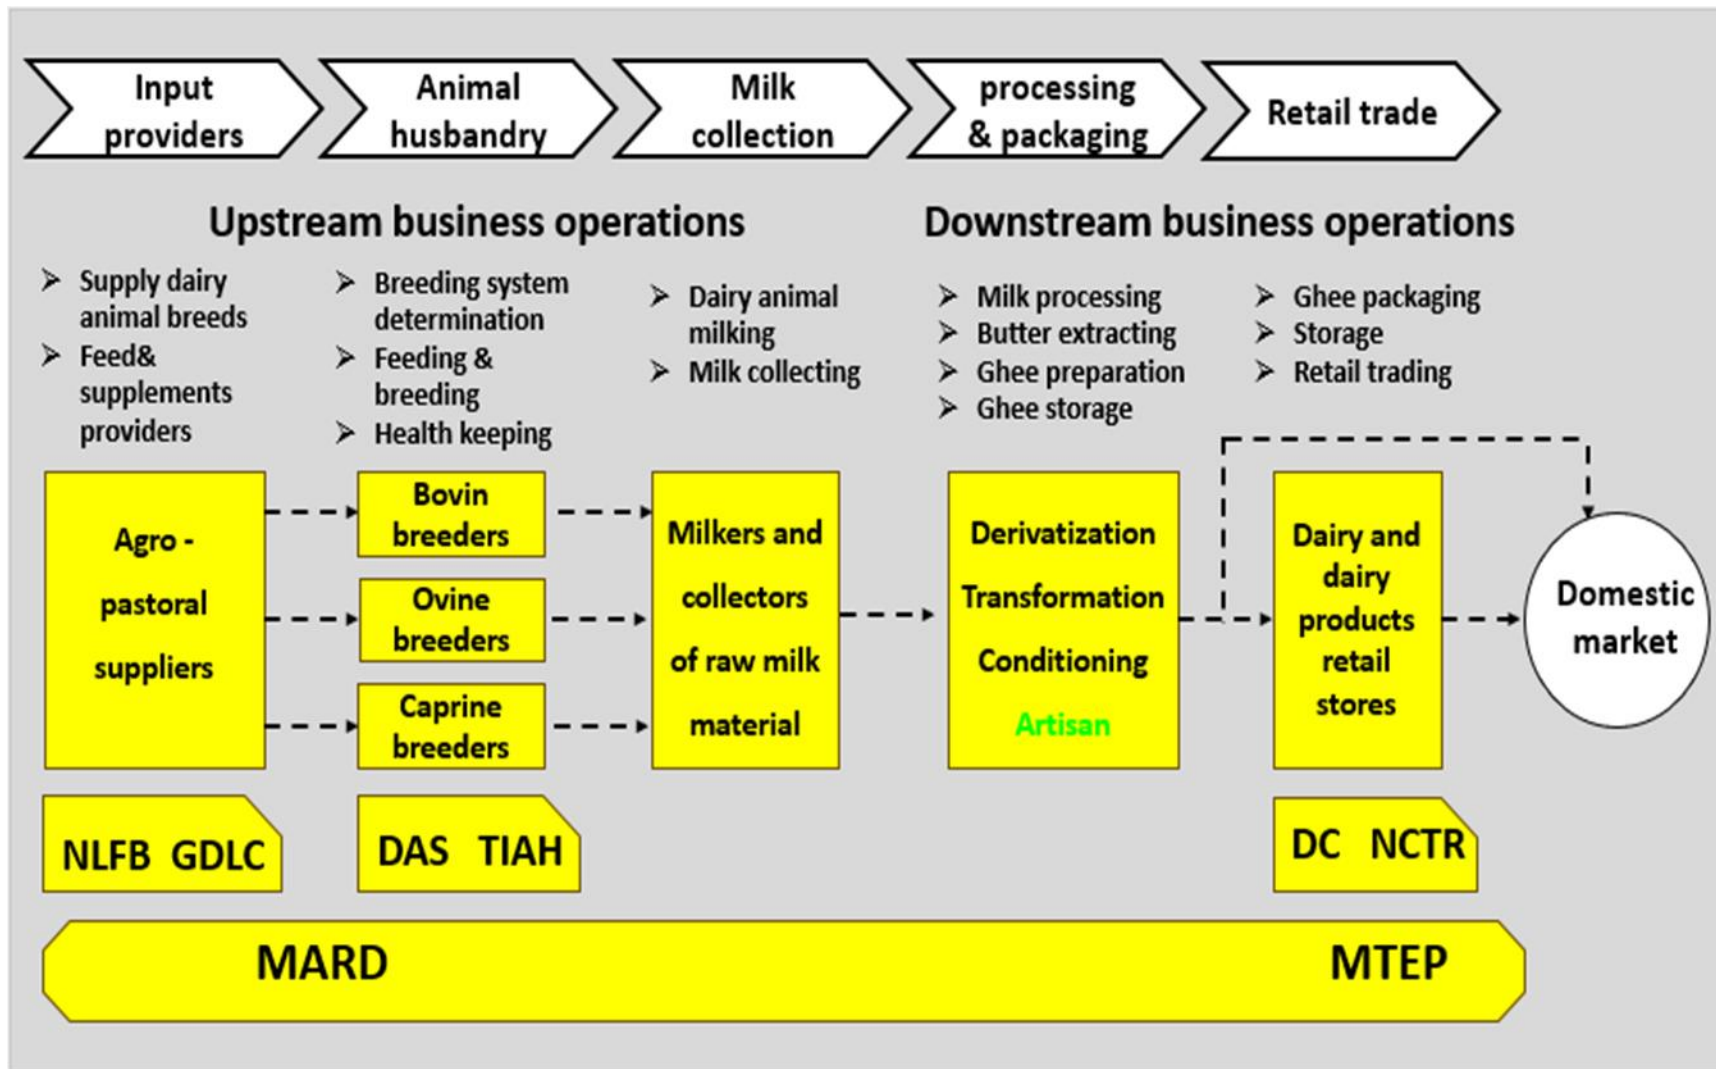 Input
providers
Animal
husbandry
Milk
collection
processing
& packaging
Retail trade
Upstream business operations
Downstream business operations
➢ Supply dairy
animal breeds
➢ Feed&
supplements
providers
➢ Breeding system
determination
➢ Feeding &
breeding
➢ Health keeping
➢ Dairy animal
milking
➢ Milk collecting
➢ Milk processing
➢ Butter extracting
➢ Ghee preparation
➢ Ghee storage
➢ Ghee packaging
➢ Storage
➢ Retail trading
Agro -
pastoral
suppliers
Bovin
breeders
Ovine
breeders
Caprine
breeders
Milkers and
collectors
of raw milk
material
Derivatization
Transformation
Conditioning
Artisan
Dairy and
dairy
products
retail
stores
Domestic
market
NLFB GDLC
DAS TIAH
DC NCTR
MARD
MTEP